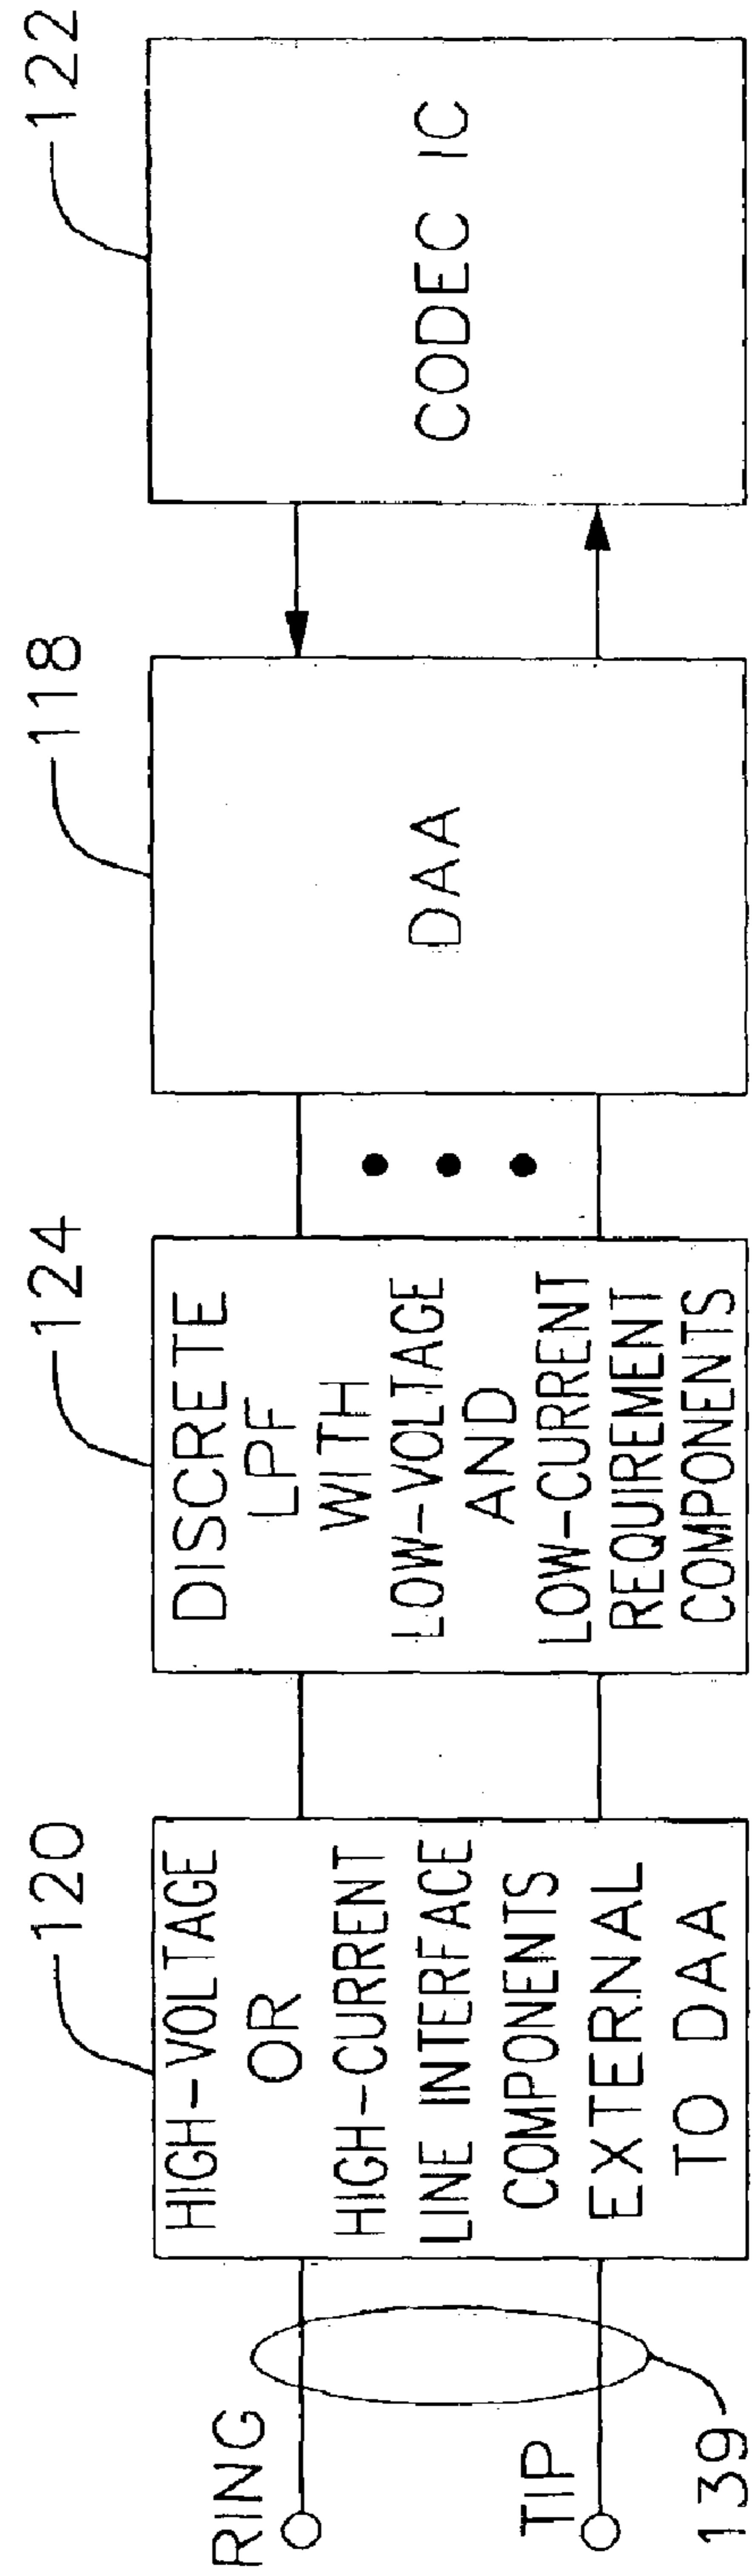 120
124
118
122
RING
TIP
139
HIGH-VOLTAGE
OR
HIGH-CURRENT
LINE INTERFACE
COMPONENTS
EXTERNAL
TO DAA
DISCRETE
LPF
WITH
LOW-VOLTAGE
AND
LOW-CURRENT
REQUIREMENT
COMPONENTS
DAA
CODEC IC